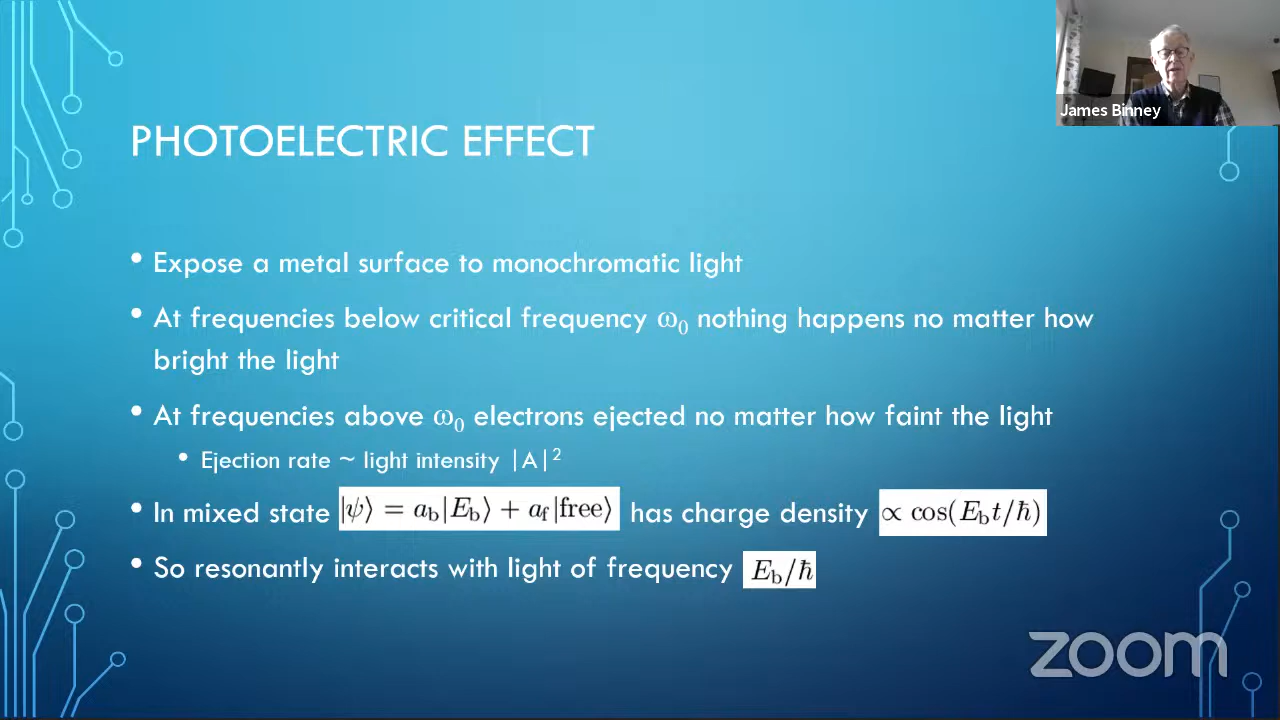 James Binney
PHOTOELECTRIC EFFECT
• Expose a metal surface to monochromatic light
• At frequencies below critical frequency ω₀ nothing happens no matter how
bright the light
• At frequencies above ω₀ electrons ejected no matter how faint the light
• Ejection rate ~ light intensity |A|²
• In mixed state |ψ⟩ = a_b|E_b⟩ + a_f|free⟩ has charge density ∝ cos(E_b t/ℏ)
• So resonantly interacts with light of frequency E_b/ℏ
zoom